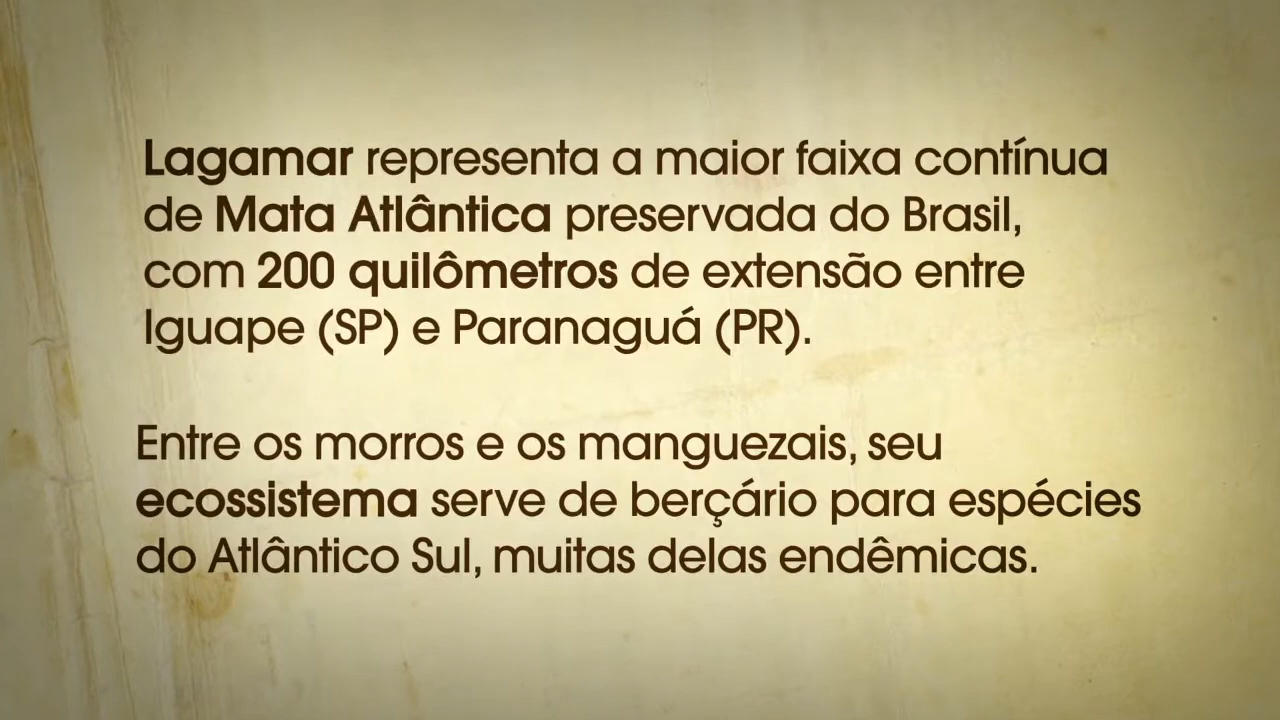 Lagamar representa a maior faixa contínua
de Mata Atlântica preservada do Brasil,
com 200 quilômetros de extensão entre
Iguape (SP) e Paranaguá (PR).
Entre os morros e os manguezais, seu
ecossistema serve de berçário para espécies
do Atlântico Sul, muitas delas endêmicas.